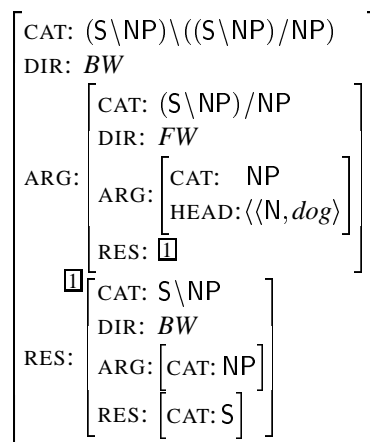 CAT: (S\NP)\((S\NP)/NP)
DIR: BW
CAT: (S\NP)/NP
DIR: FW
ARG: ARG: CAT: NP
HEAD:⟨⟨N,dog⟩
RES: 1
1 CAT: S\NP
DIR: BW
RES: ARG: CAT: NP
RES: CAT: S